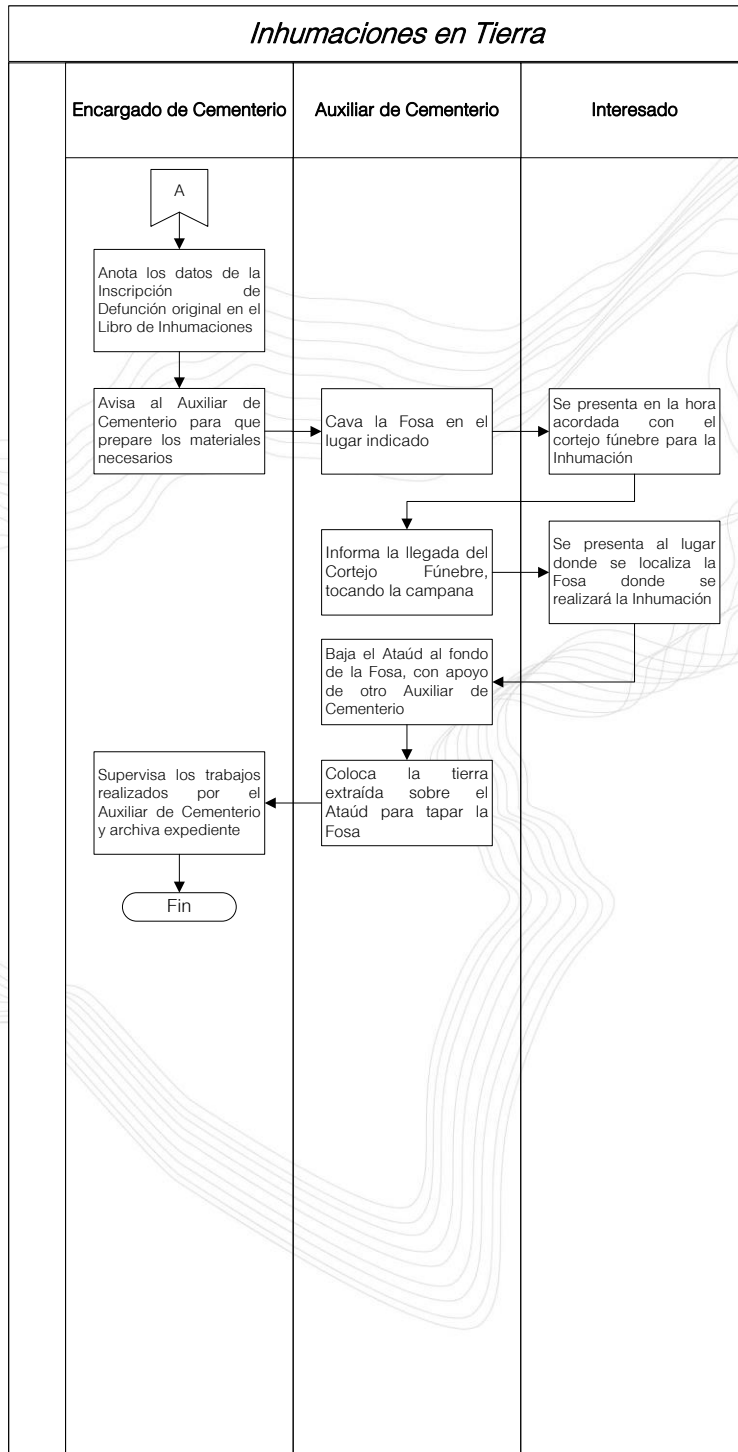 Inhumaciones en Tierra
Encargado de Cementerio
Auxiliar de Cementerio
Interesado
A
Anota los datos de la
Inscripción de
Defunción original en el
Libro de Inhumaciones
Avisa al Auxiliar de
Cementerio para que
prepare los materiales
necesarios
Cava la Fosa en el
lugar indicado
Se presenta en la hora
acordada con el
cortejo fúnebre para la
Inhumación
Informa la llegada del
Cortejo Fúnebre,
tocando la campana
Se presenta al lugar
donde se localiza la
Fosa donde se
realizará la Inhumación
Baja el Ataúd al fondo
de la Fosa, con apoyo
de otro Auxiliar de
Cementerio
Coloca la tierra
extraída sobre el
Ataúd para tapar la
Fosa
Supervisa los trabajos
realizados por el
Auxiliar de Cementerio
y archiva expediente
Fin